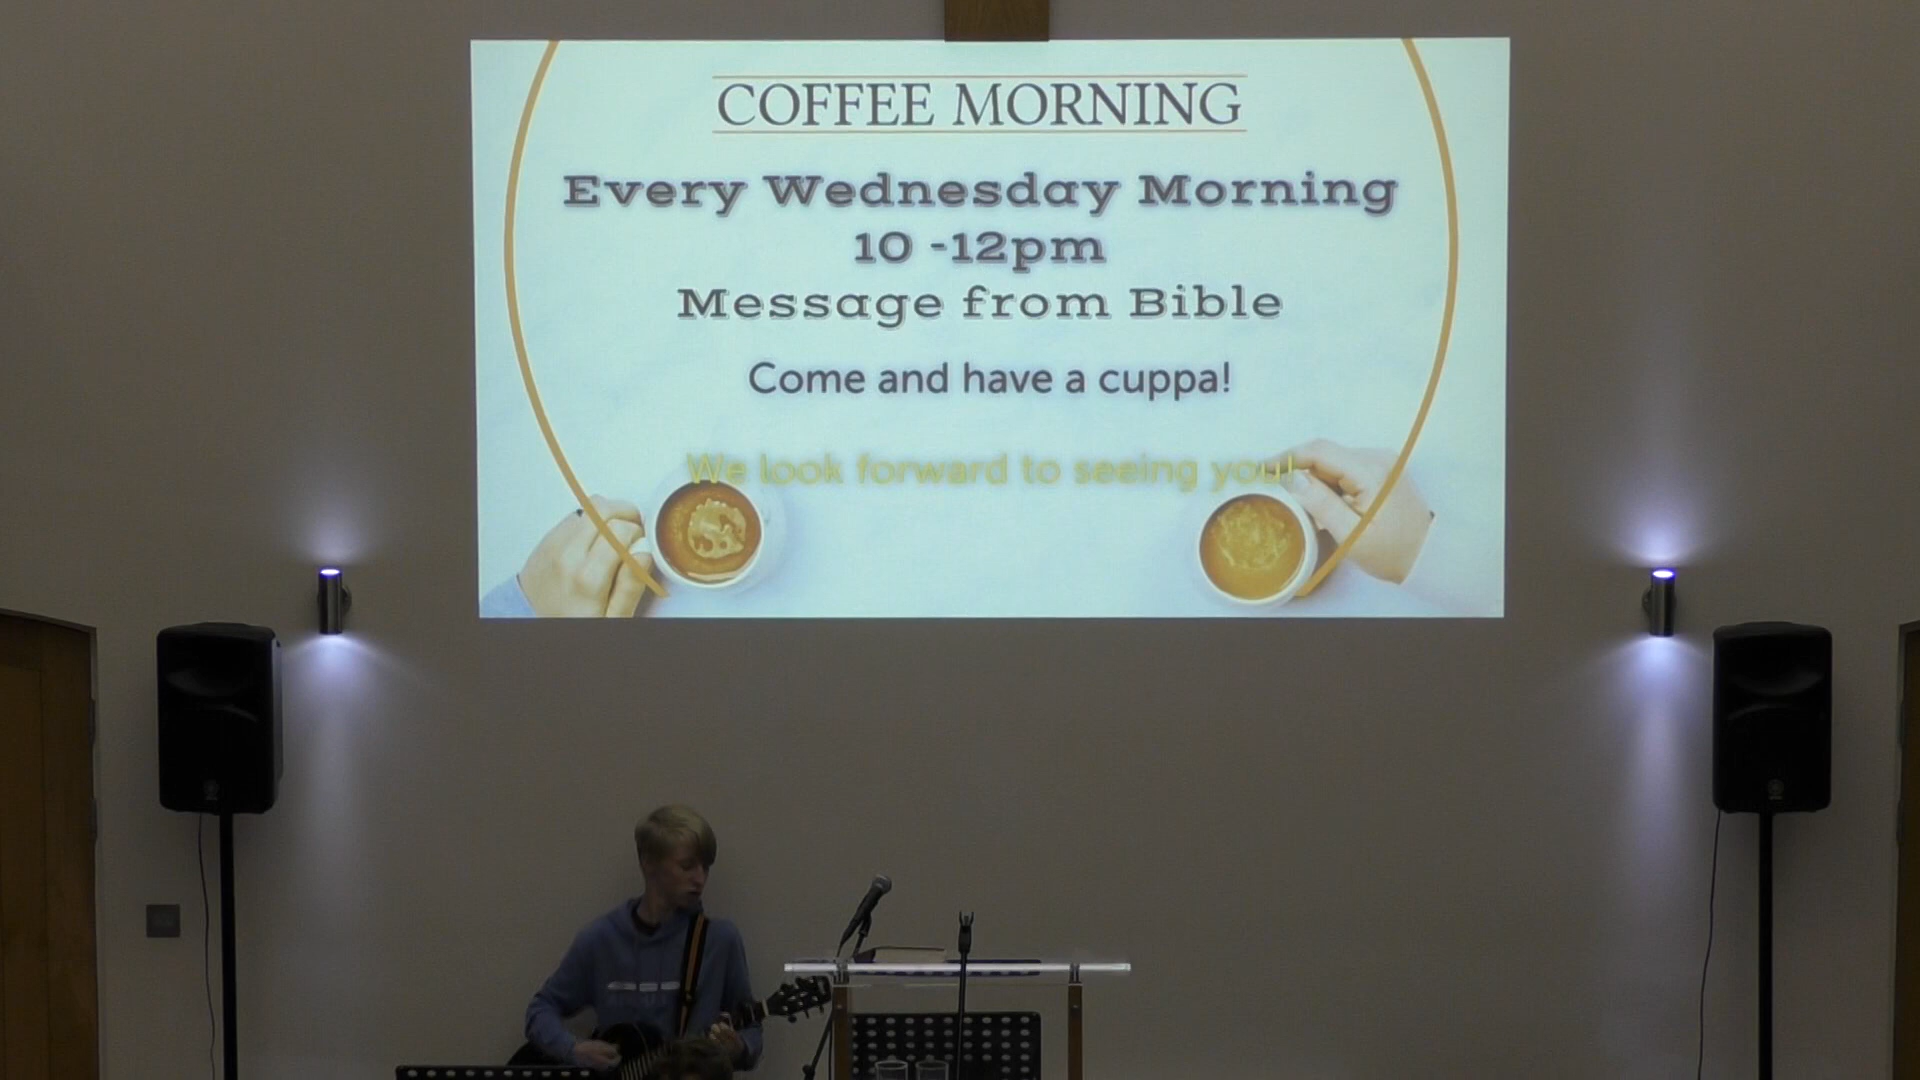 COFFEE MORNING
Every Wednesday Morning
10 -12pm
Message from Bible
Come and have a cuppa!
We look forward to seeing you!